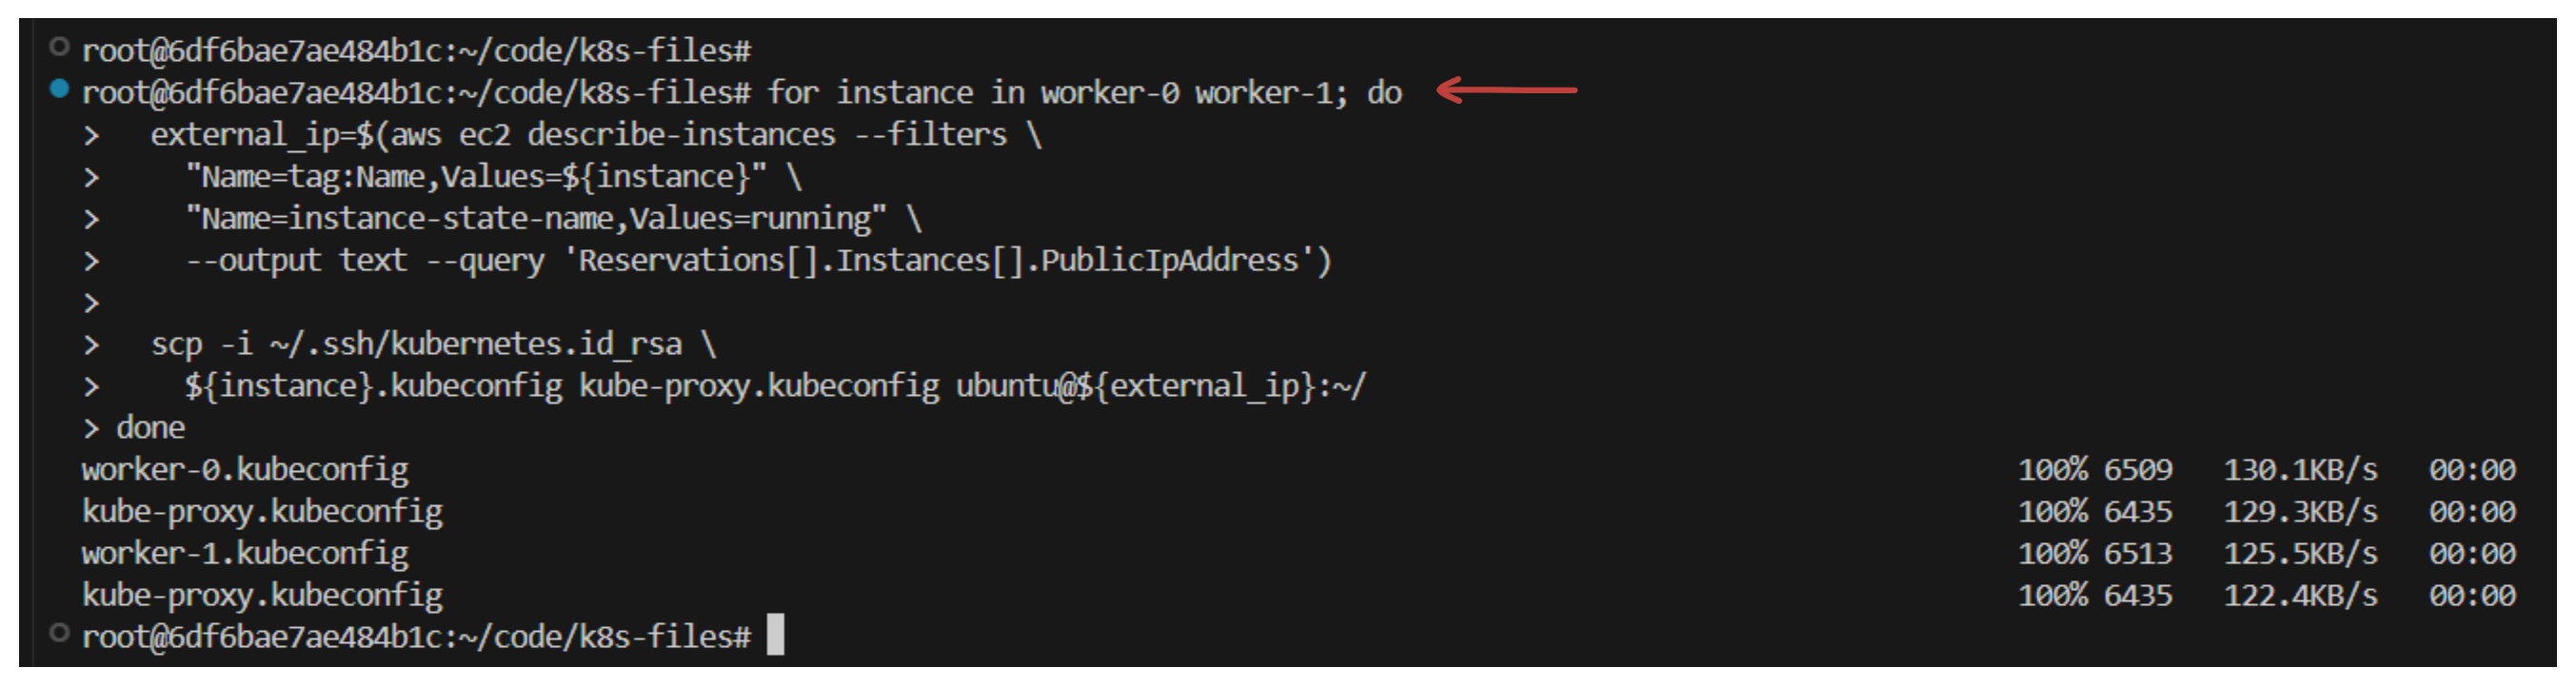 root@6df6bae7ae484b1c:~/code/k8s-files#
root@6df6bae7ae484b1c:~/code/k8s-files# for instance in worker-0 worker-1; do
>   external_ip=$(aws ec2 describe-instances --filters \
>     "Name=tag:Name,Values=${instance}" \
>     "Name=instance-state-name,Values=running" \
>     --output text --query 'Reservations[].Instances[].PublicIpAddress')
>
>   scp -i ~/.ssh/kubernetes.id_rsa \
>     ${instance}.kubeconfig kube-proxy.kubeconfig ubuntu@${external_ip}:~/
> done
worker-0.kubeconfig 100% 6509 130.1KB/s 00:00
kube-proxy.kubeconfig 100% 6435 129.3KB/s 00:00
worker-1.kubeconfig 100% 6513 125.5KB/s 00:00
kube-proxy.kubeconfig 100% 6435 122.4KB/s 00:00
root@6df6bae7ae484b1c:~/code/k8s-files#